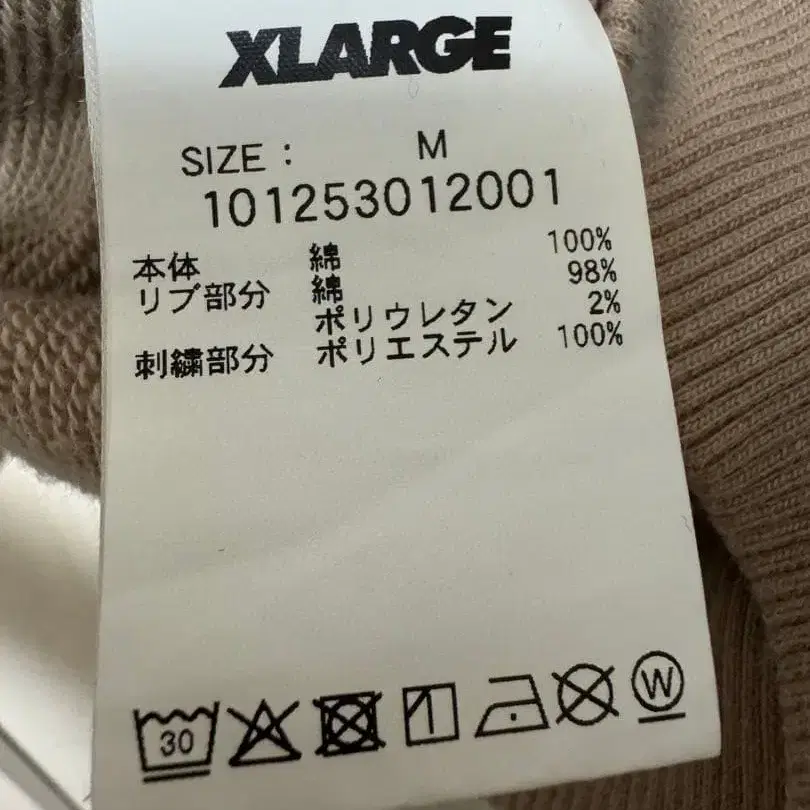 XLARGE
SIZE : M
101253012001
本体 綿 100%
リブ部分 綿 98%
ポリウレタン 2%
刺繍部分 ポリエステル 100%
30
W